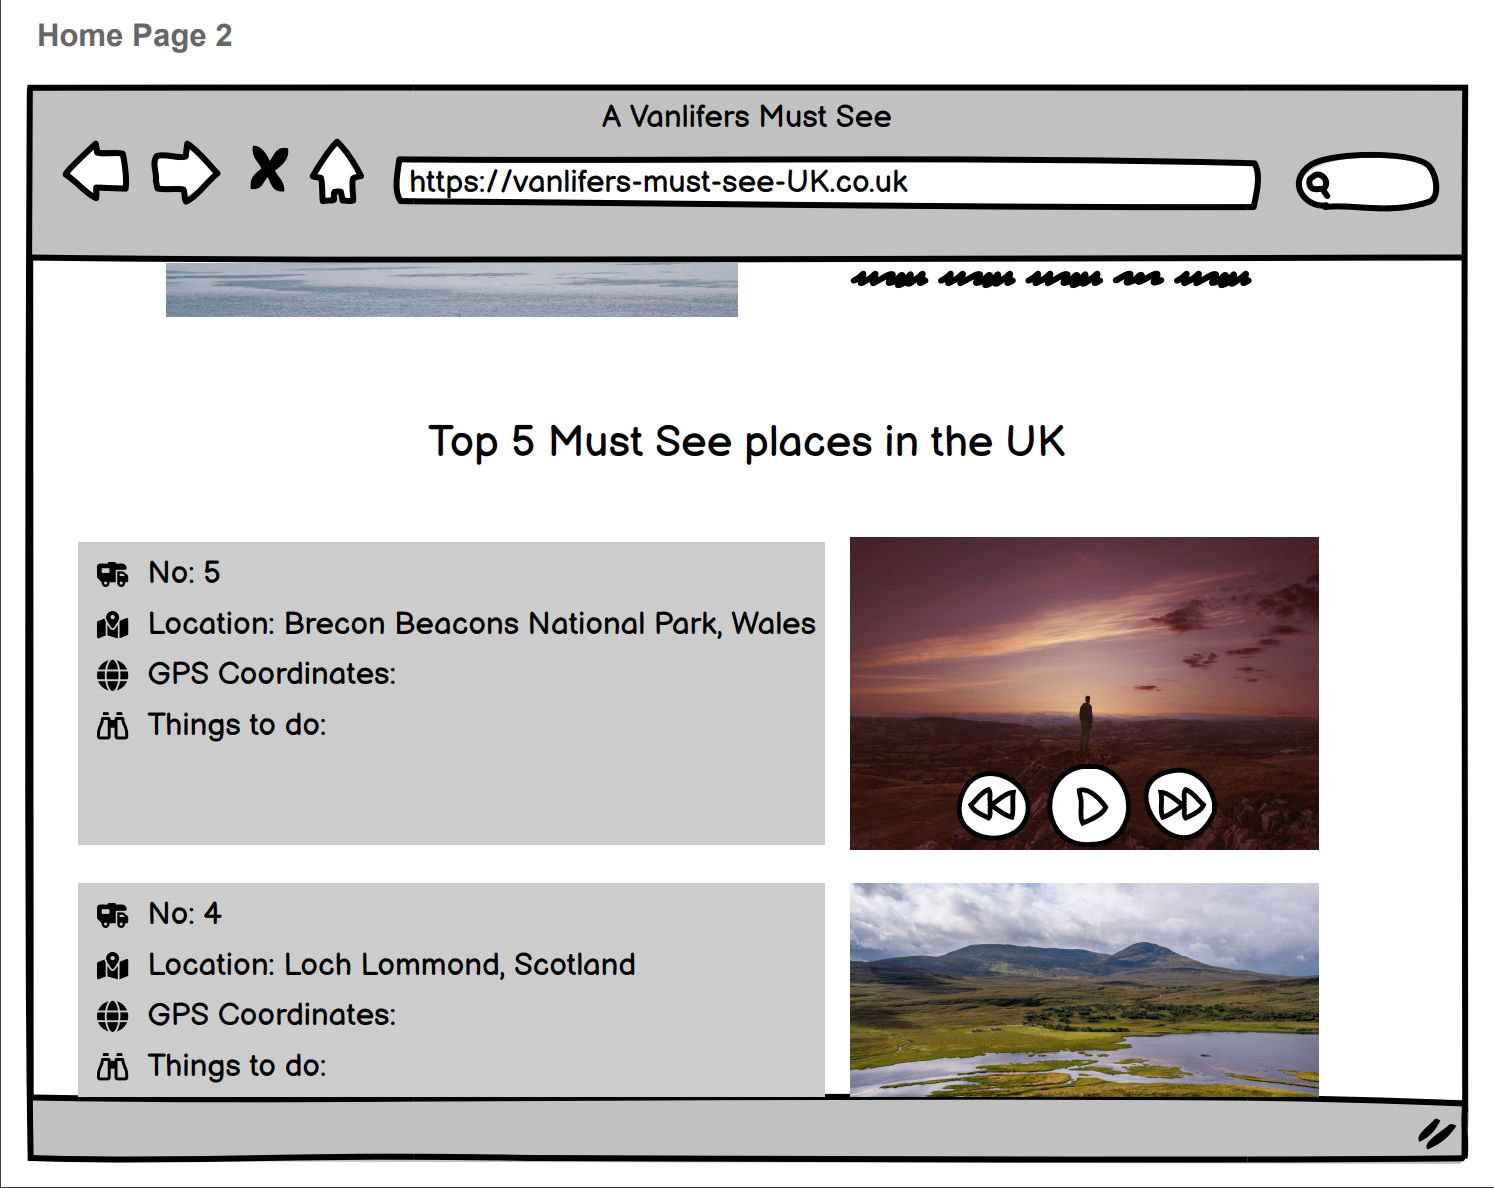 Home Page 2
A Vanlifers Must See
https://vanlifers-must-see-UK.co.uk
Top 5 Must See places in the UK
No: 5
Location: Brecon Beacons National Park, Wales
GPS Coordinates:
Things to do:
No: 4
Location: Loch Lommond, Scotland
GPS Coordinates:
Things to do: